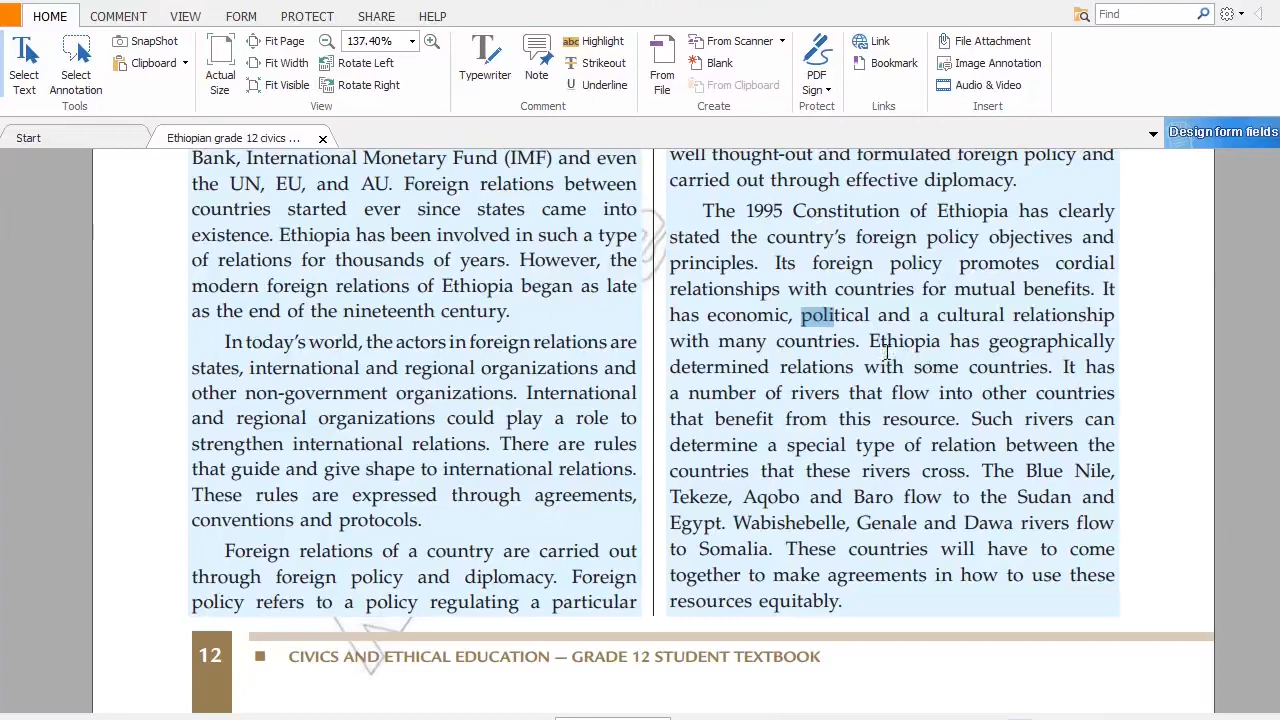 HOME COMMENT VIEW FORM PROTECT SHARE HELP
Find
Select Text
Select Annotation
Tools
SnapShot
Clipboard
Actual Size
Fit Page
Fit Width
Fit Visible
137.40%
Rotate Left
Rotate Right
View
Typewriter
Note
Highlight
Strikeout
Underline
Comment
From File
From Scanner
Blank
From Clipboard
Create
PDF Sign
Protect
Link
Bookmark
Links
File Attachment
Image Annotation
Audio & Video
Insert
Start
Ethiopian grade 12 civics ...
Design form fields
Bank, International Monetary Fund (IMF) and even
the UN, EU, and AU. Foreign relations between
countries started ever since states came into
existence. Ethiopia has been involved in such a type
of relations for thousands of years. However, the
modern foreign relations of Ethiopia began as late
as the end of the nineteenth century.
In today's world, the actors in foreign relations are
states, international and regional organizations and
other non-government organizations. International
and regional organizations could play a role to
strengthen international relations. There are rules
that guide and give shape to international relations.
These rules are expressed through agreements,
conventions and protocols.
Foreign relations of a country are carried out
through foreign policy and diplomacy. Foreign
policy refers to a policy regulating a particular
well thought-out and formulated foreign policy and
carried out through effective diplomacy.
The 1995 Constitution of Ethiopia has clearly
stated the country's foreign policy objectives and
principles. Its foreign policy promotes cordial
relationships with countries for mutual benefits. It
has economic, political and a cultural relationship
with many countries. Ethiopia has geographically
determined relations with some countries. It has
a number of rivers that flow into other countries
that benefit from this resource. Such rivers can
determine a special type of relation between the
countries that these rivers cross. The Blue Nile,
Tekeze, Aqobo and Baro flow to the Sudan and
Egypt. Wabishebelle, Genale and Dawa rivers flow
to Somalia. These countries will have to come
together to make agreements in how to use these
resources equitably.
12
CIVICS AND ETHICAL EDUCATION — GRADE 12 STUDENT TEXTBOOK